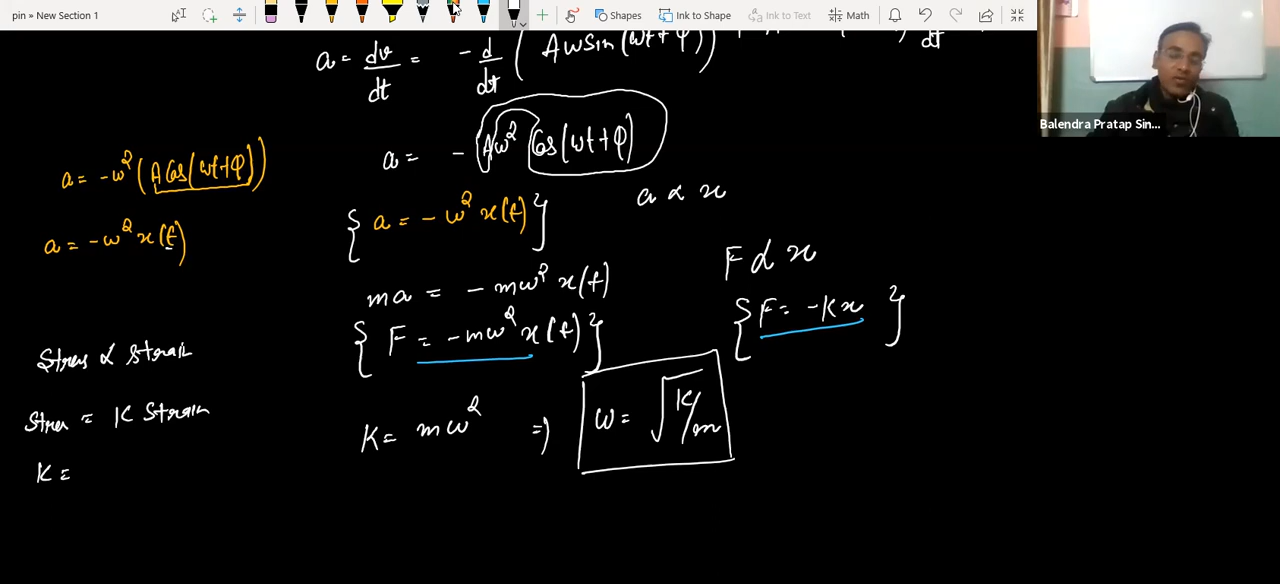 pin » New Section 1
Shapes
Ink to Shape
Ink to Text
Math
Balendra Pratap Sin...
a = dv/dt = -d/dt (Aω Sin(ωt+φ))
dt
a = - Aω² Cos(ωt+φ)
a = -ω² (A Cos(ωt+φ))
a = -ω² x(t)
{ a = -ω² x(t) }
a ∝ x
ma = - mω² x(t)
{ F = -mω² x(t) }
F ∝ x
{ F = -Kx }
Stress ∝ Strain
Stress = K Strain
K =
K = mω² ⇒ ω = √K/m